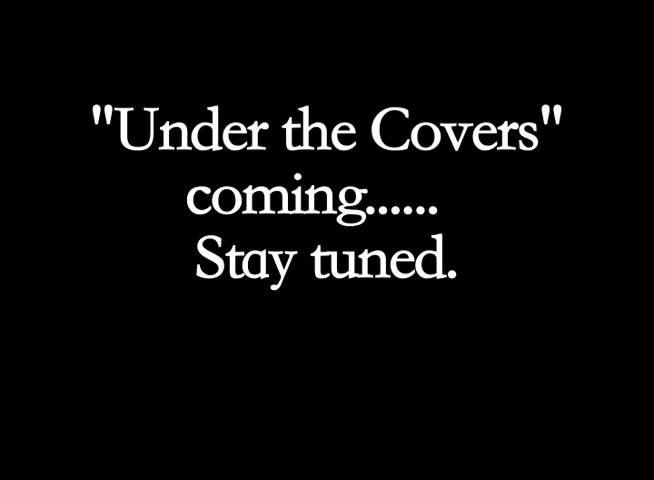 "Under the Covers"
coming......
Stay tuned.